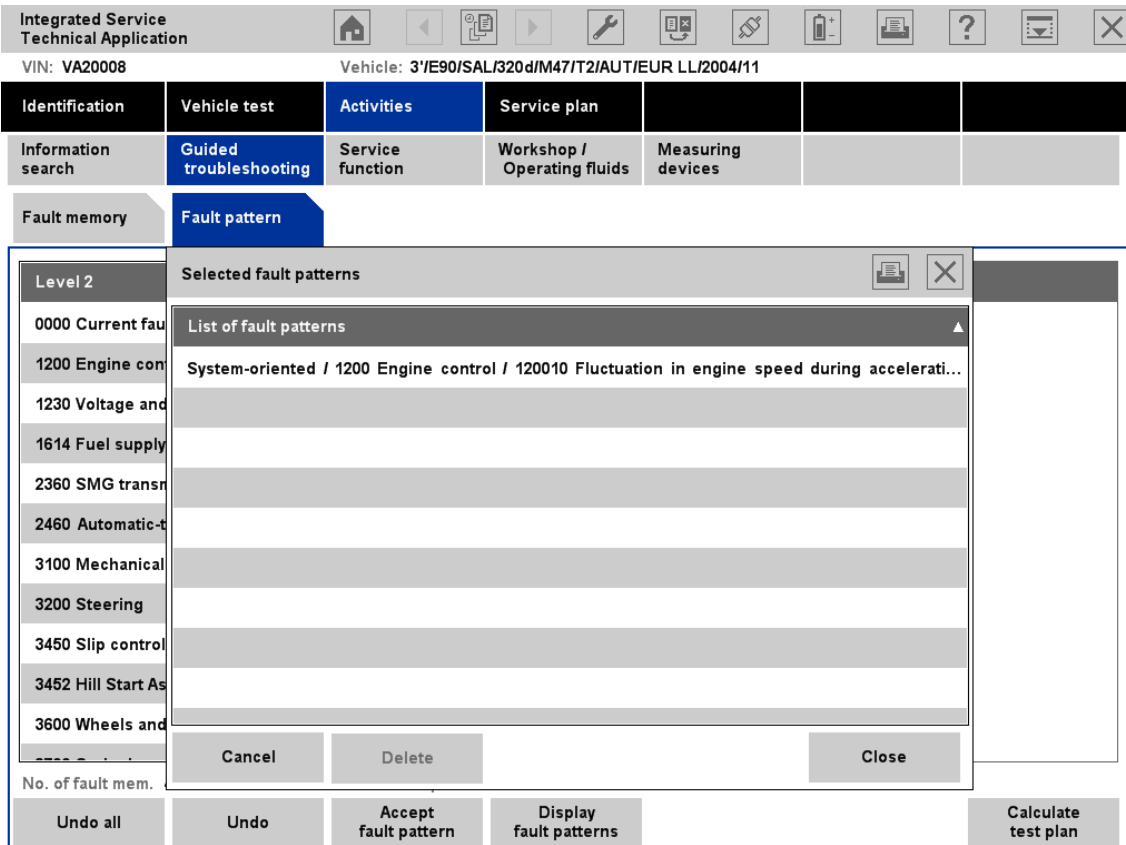 Integrated Service
Technical Application
VIN: VA20008
Vehicle: 3'/E90/SAL/320d/M47/T2/AUT/EUR LL/2004/11
Identification
Vehicle test
Activities
Service plan
Information
search
Guided
troubleshooting
Service
function
Workshop /
Operating fluids
Measuring
devices
Fault memory
Fault pattern
Level 2
0000 Current fau
1200 Engine con
1230 Voltage and
1614 Fuel supply
2360 SMG transm
2460 Automatic-t
3100 Mechanical
3200 Steering
3450 Slip control
3452 Hill Start As
3600 Wheels and
Selected fault patterns
List of fault patterns
System-oriented / 1200 Engine control / 120010 Fluctuation in engine speed during accelerati...
Cancel
Delete
Close
No. of fault mem.
Undo all
Undo
Accept
fault pattern
Display
fault patterns
Calculate
test plan